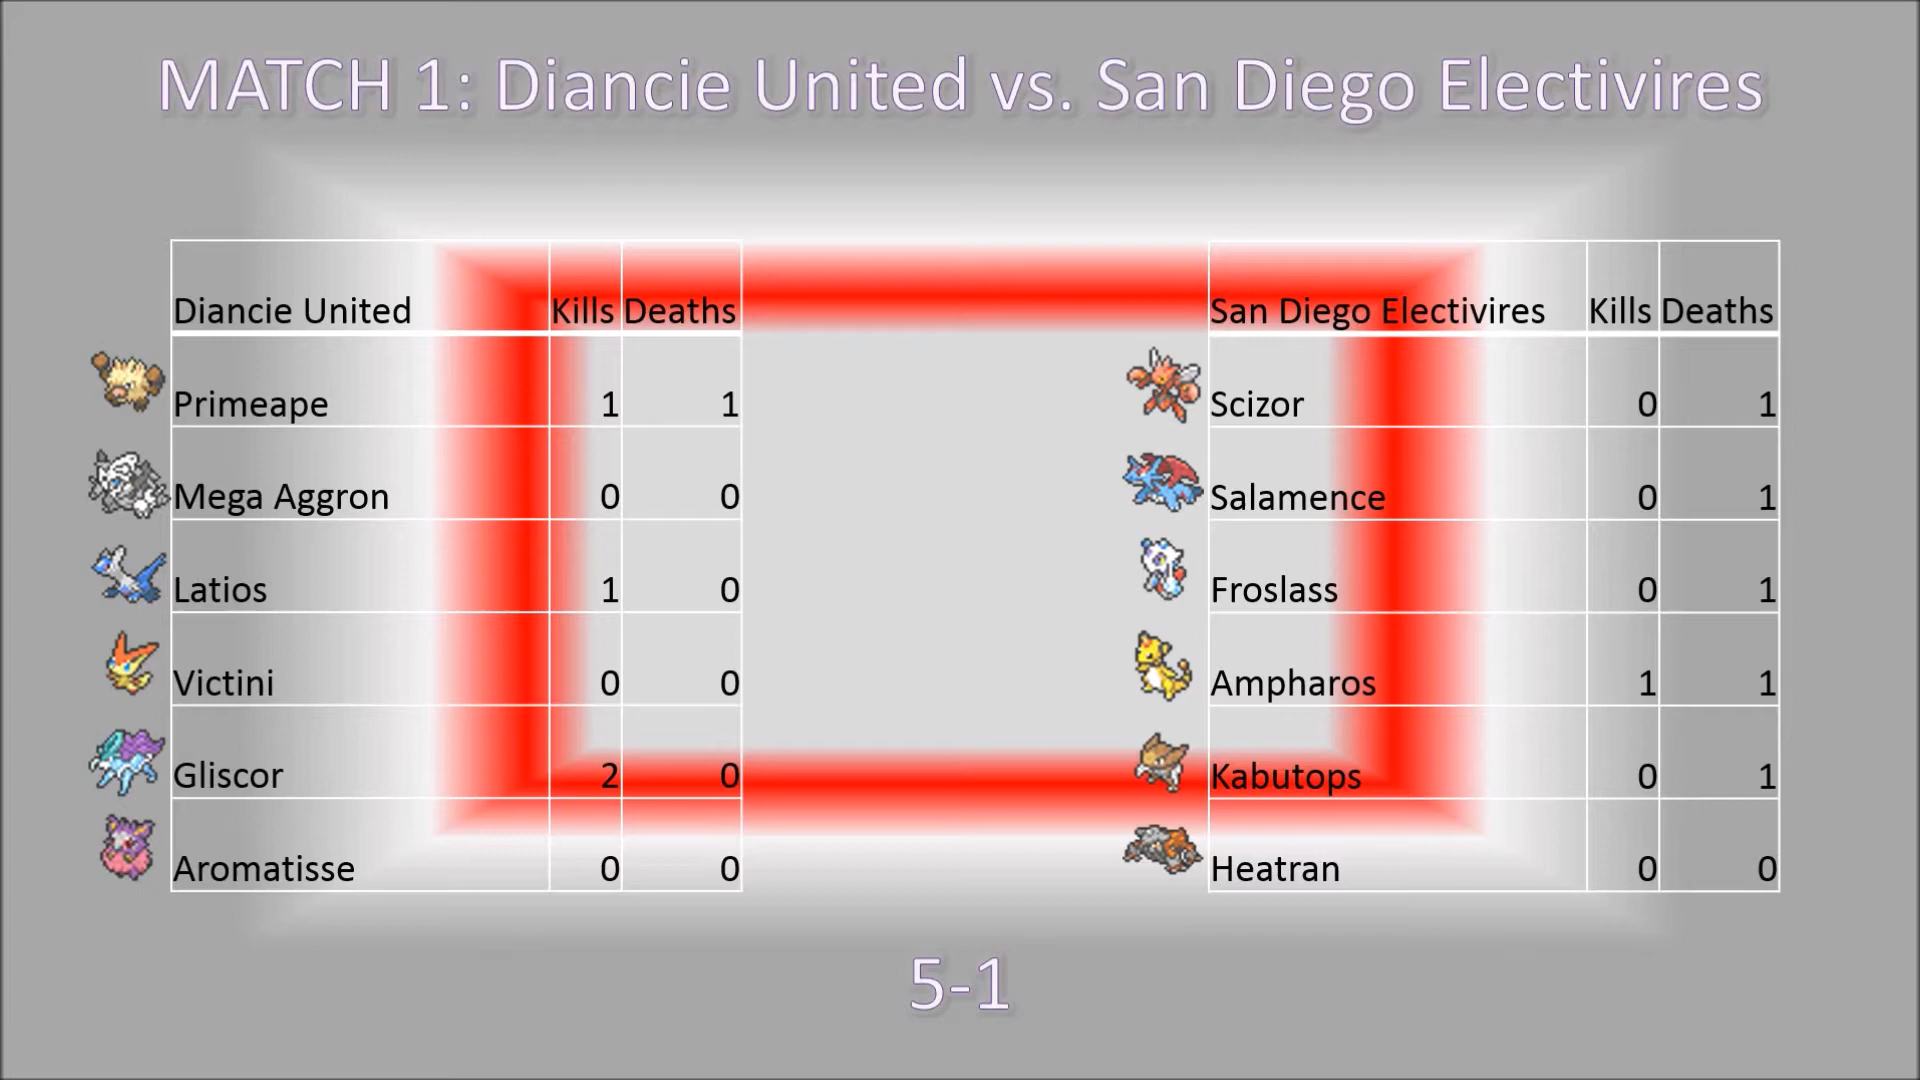 MATCH 1: Diancie United vs. San Diego Electivires
Diancie United Kills Deaths
Primeape 1 1
Mega Aggron 0 0
Latios 1 0
Victini 0 0
Gliscor 2 0
Aromatisse 0 0
San Diego Electivires Kills Deaths
Scizor 0 1
Salamence 0 1
Froslass 0 1
Ampharos 1 1
Kabutops 0 1
Heatran 0 0
5-1